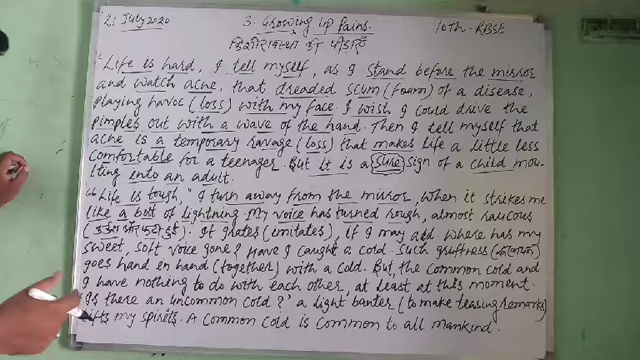 21 July 2020 3. Growing Up Pains. 10th-RBSE
किशोरावस्था की पीडाएँ
"Life is hard, I tell myself, as I stand before the mirror
and watch acne, that dreaded scum (foam) of a disease,
playing havoc (loss) with my face I wish I could drive the
pimples out with a wave of the hand. Then I tell myself that
acne is a temporary ravage (loss) that makes life a little less
comfortable for a teenager. But it is a sure sign of a child mou-
lting into an adult.
"Life is tough," I turn away from the mirror, when it strikes me
like a bolt of lightning My voice has turned rough, almost raucous
It grates (imitates), if I may add where has my
sweet, soft voice gone? Have I caught a cold. Such gruffness
goes hand en hand (together) with a cold. But, the common cold and
I have nothing to do with each other, at least at this moment.
Is there an uncommon cold?' a light banter (to make teasing remarks)
lifts my spirits. A common cold is common to all mankind.